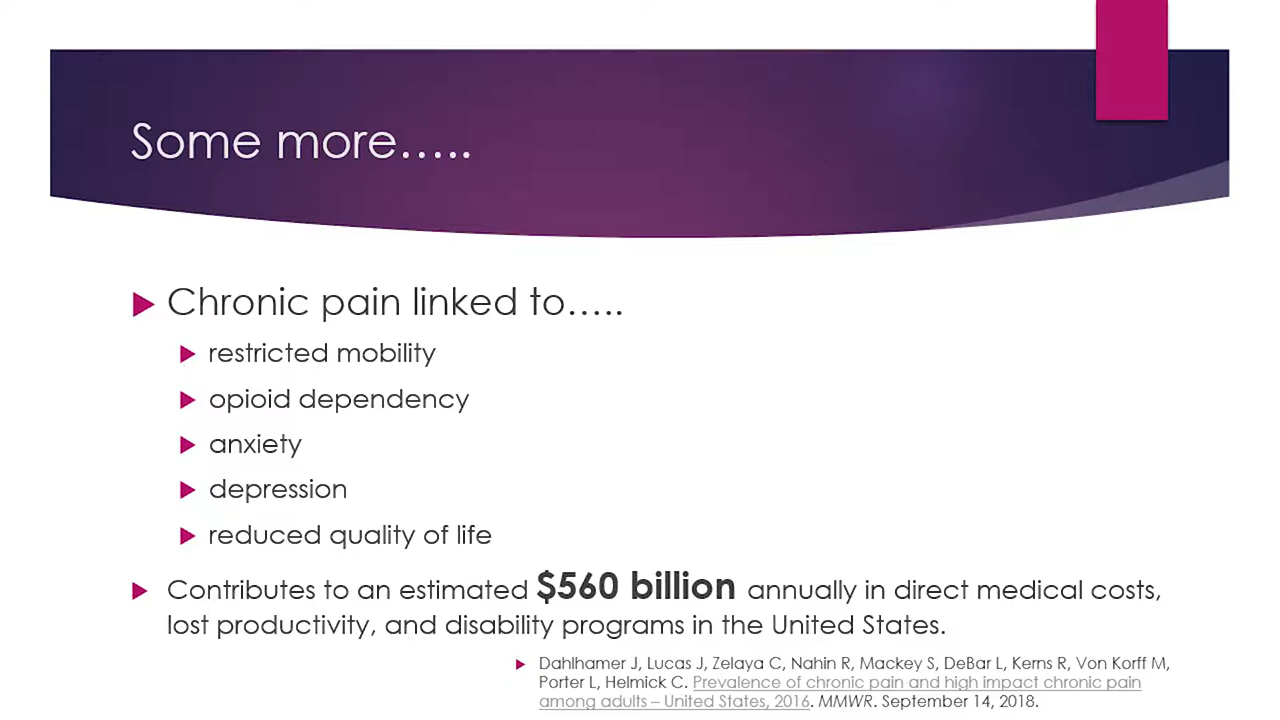 Some more…..
Chronic pain linked to…..
restricted mobility
opioid dependency
anxiety
depression
reduced quality of life
Contributes to an estimated $560 billion annually in direct medical costs,
lost productivity, and disability programs in the United States.
Dahlhamer J, Lucas J, Zelaya C, Nahin R, Mackey S, DeBar L, Kerns R, Von Korff M,
Porter L, Helmick C. Prevalence of chronic pain and high impact chronic pain
among adults – United States, 2016. MMWR. September 14, 2018.